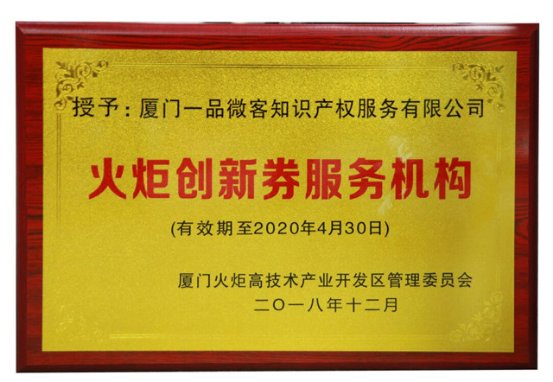 授予：厦门一品微客知识产权服务有限公司
火炬创新券服务机构
(有效期至2020年4月30日)
厦门火炬高技术产业开发区管理委员会
二〇一八年十二月